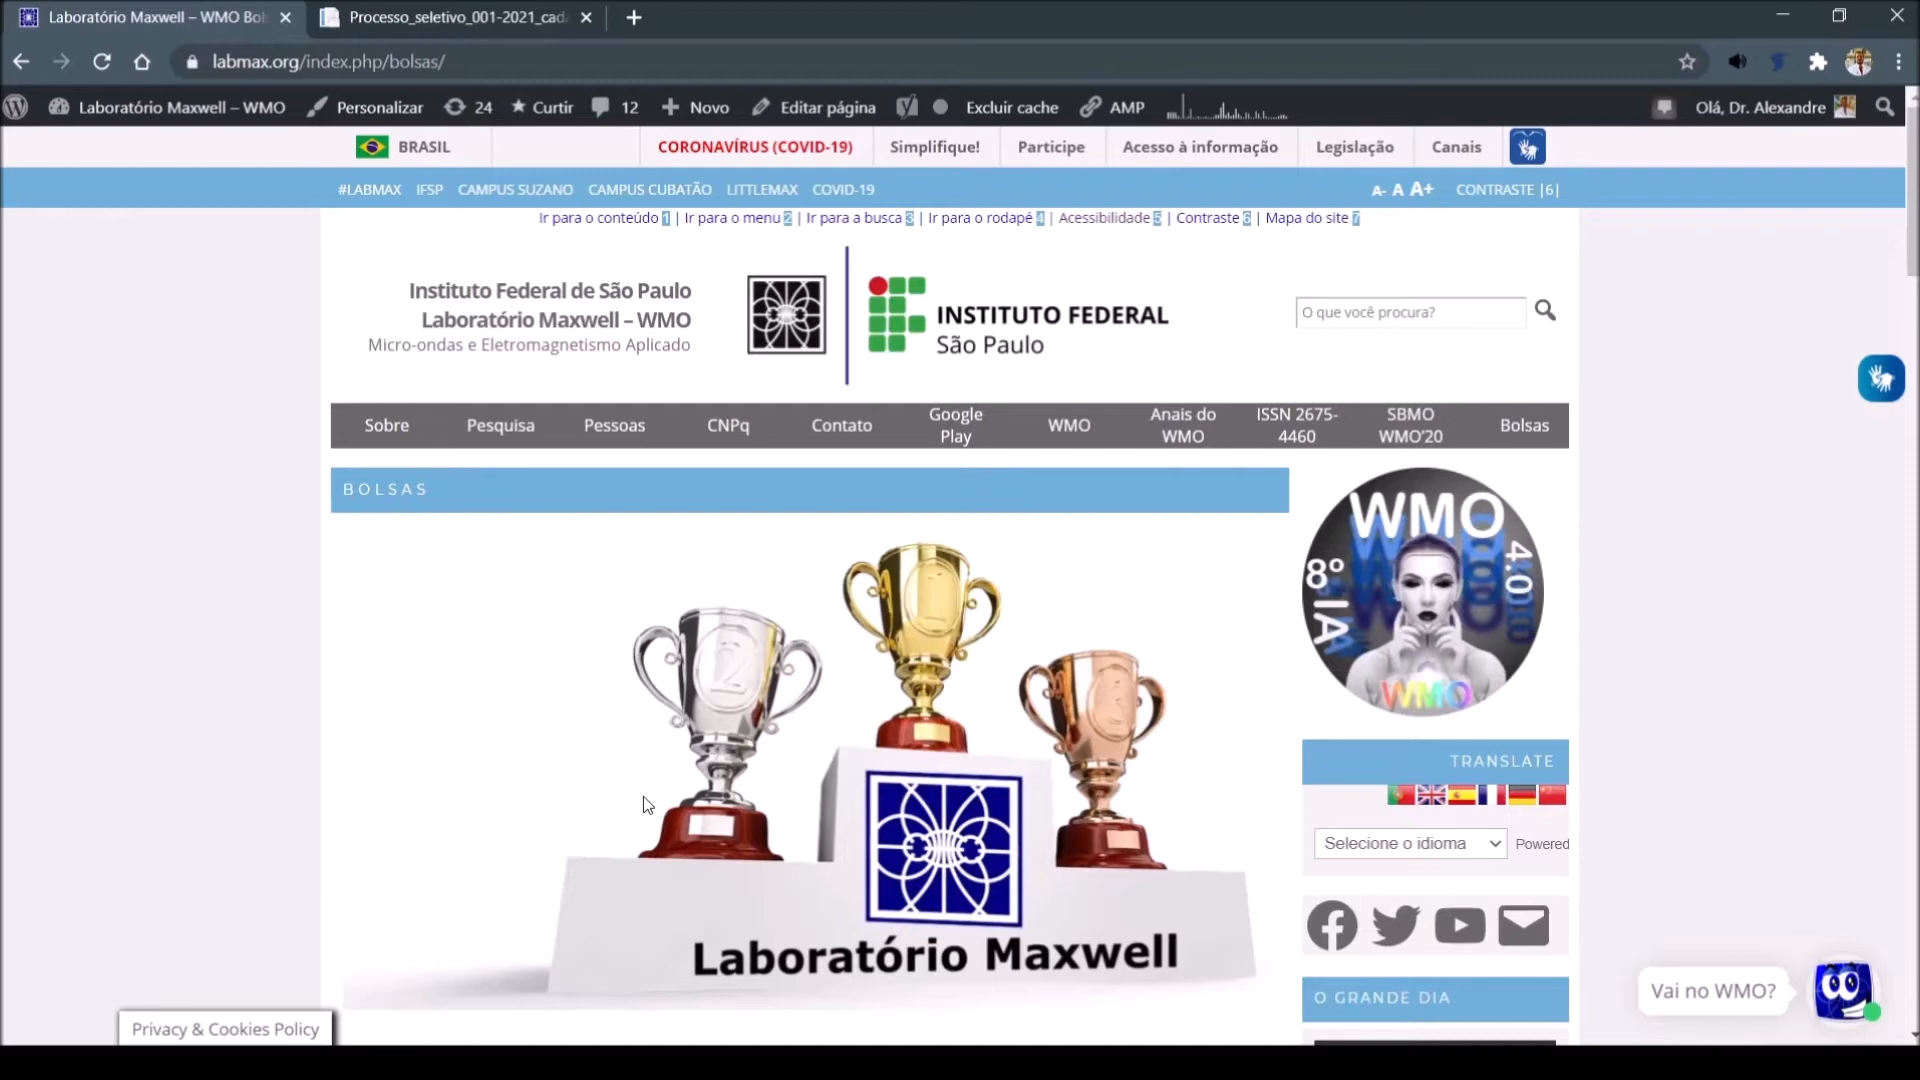 Laboratório Maxwell – WMO Bol
Processo_seletivo_001-2021_cada
labmax.org/index.php/bolsas/
Laboratório Maxwell – WMO
Personalizar
24
Curtir
12
Novo
Editar página
Excluir cache
AMP
Olá, Dr. Alexandre
BRASIL
CORONAVÍRUS (COVID-19)
Simplifique!
Participe
Acesso à informação
Legislação
Canais
#LABMAX IFSP CAMPUS SUZANO CAMPUS CUBATÃO LITTLEMAX COVID-19
A- A A+ CONTRASTE |6|
Ir para o conteúdo 1 | Ir para o menu 2 | Ir para a busca 3 | Ir para o rodapé 4 | Acessibilidade 5 | Contraste 6 | Mapa do site 7
Instituto Federal de São Paulo
Laboratório Maxwell – WMO
Micro-ondas e Eletromagnetismo Aplicado
INSTITUTO FEDERAL
São Paulo
O que você procura?
Sobre
Pesquisa
Pessoas
CNPq
Contato
Google
Play
WMO
Anais do
WMO
ISSN 2675-
4460
SBMO
WMO'20
Bolsas
BOLSAS
2
1
3
Laboratório Maxwell
WMO
8º IA
4.0
WMO
TRANSLATE
Selecione o idioma
Powered
O GRANDE DIA
Vai no WMO?
Privacy & Cookies Policy